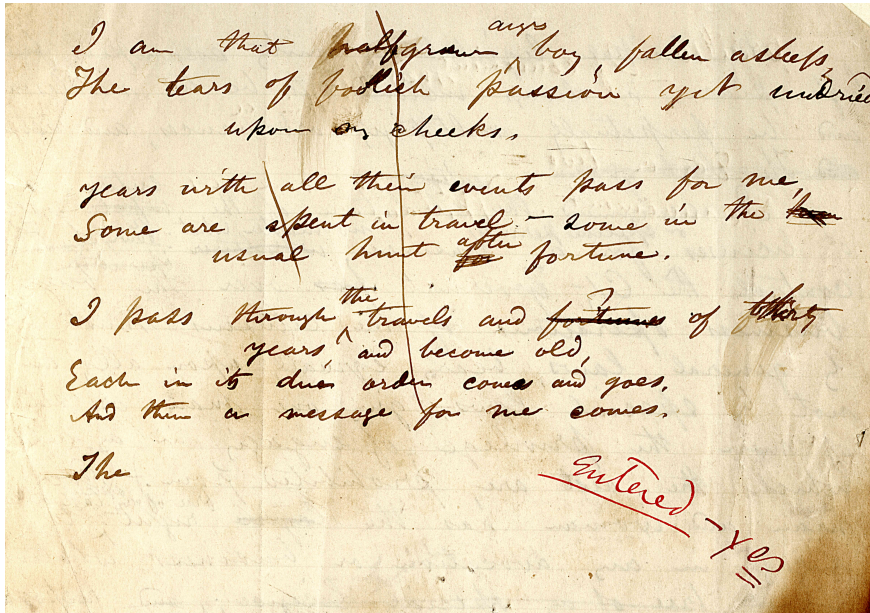 angry
I am that halfgrown boy, fallen asleep,
The tears of foolish passion yet undried
upon my cheeks.
years with all their events pass for me,
Some are spent in travel – some in the
usual hunt after for fortune.
I pass through the travels and fortunes of thirty
years, and become old,
Each in its due order comes and goes,
And then a message for me comes.
The
Entered – yes